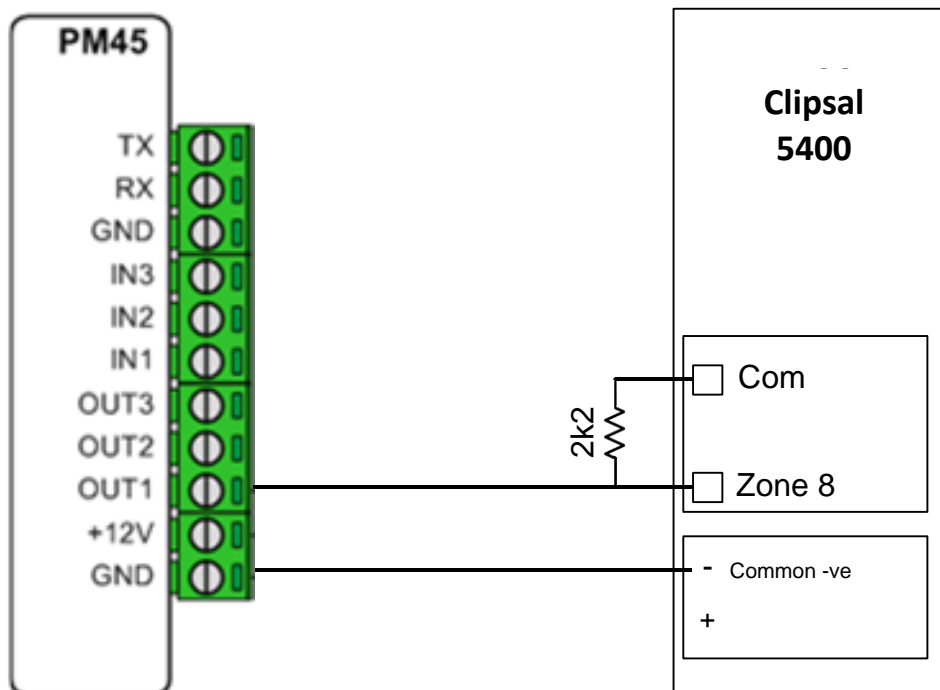 PM45
TX
RX
GND
IN3
IN2
IN1
OUT3
OUT2
OUT1
+12V
GND
2k2
Clipsal
5400
Com
Zone 8
- Common -ve
+